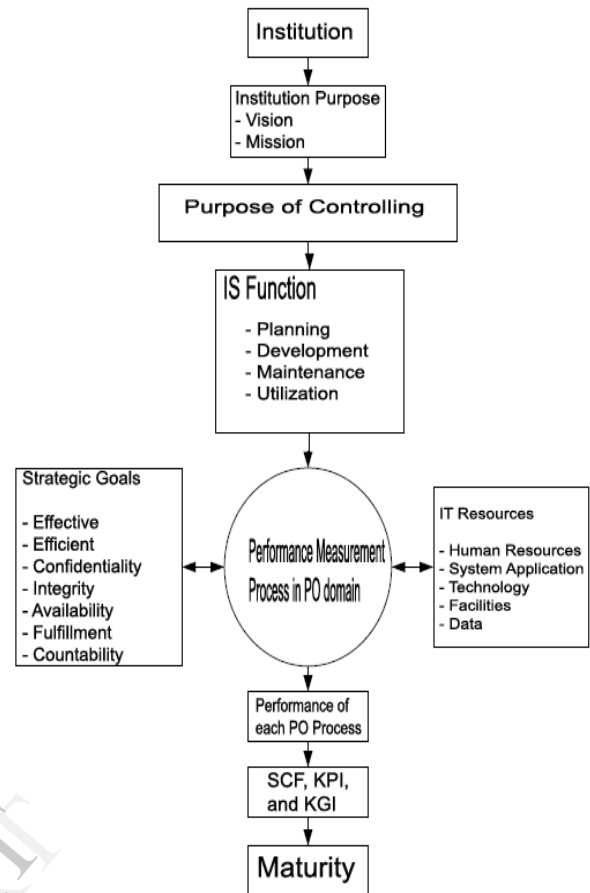 Institution
Institution Purpose
- Vision
- Mission
Purpose of Controlling
IS Function
- Planning
- Development
- Maintenance
- Utilization
Strategic Goals
- Effective
- Efficient
- Confidentiality
- Integrity
- Availability
- Fulfillment
- Countability
Performance Measurement
Process in PO domain
IT Resources
- Human Resources
- System Application
- Technology
- Facilities
- Data
Performance of
each PO Process
SCF, KPI,
and KGI
Maturity